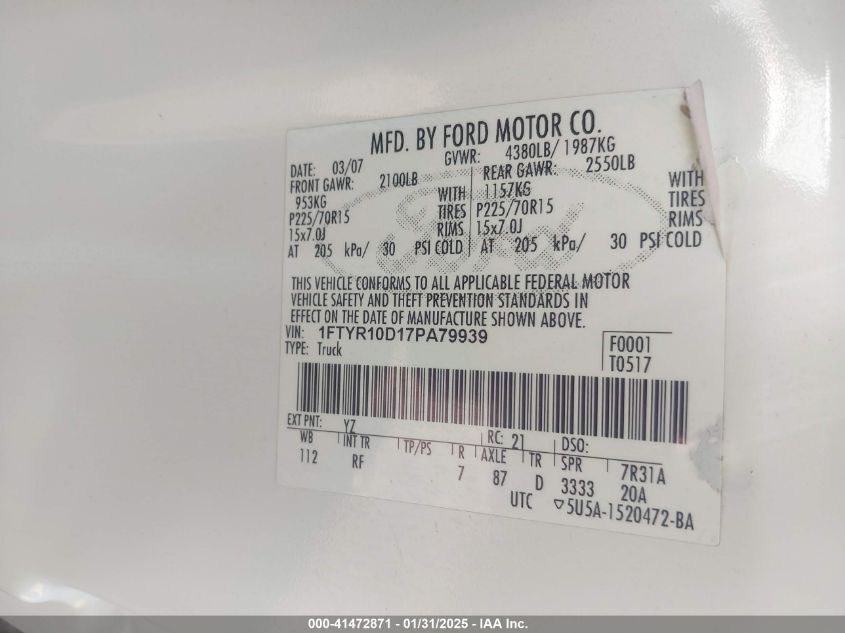 MFD. BY FORD MOTOR CO.
DATE: 03/07 GVWR: 4380LB/ 1987KG
FRONT GAWR: 2100LB REAR GAWR: 2550LB
953KG WITH 1157KG WITH
P225/70R15 TIRES P225/70R15 TIRES
15x7.0J RIMS 15x7.0J RIMS
AT 205 kPa/ 30 PSI COLD AT 205 kPa/ 30 PSI COLD
THIS VEHICLE CONFORMS TO ALL APPLICABLE FEDERAL MOTOR
VEHICLE SAFETY AND THEFT PREVENTION STANDARDS IN
EFFECT ON THE DATE OF MANUFACTURE SHOWN ABOVE.
VIN: 1FTYR10D17PA79939 F0001
TYPE: Truck T0517
EXT PNT: YZ RC: 21 DSO:
WB INT TR TP/PS R AXLE TR SPR 7R31A
112 RF 7 87 D 3333 20A
UTC ▽5U5A-1520472-BA
Ford
000-41472871 - 01/31/2025 - IAA Inc.